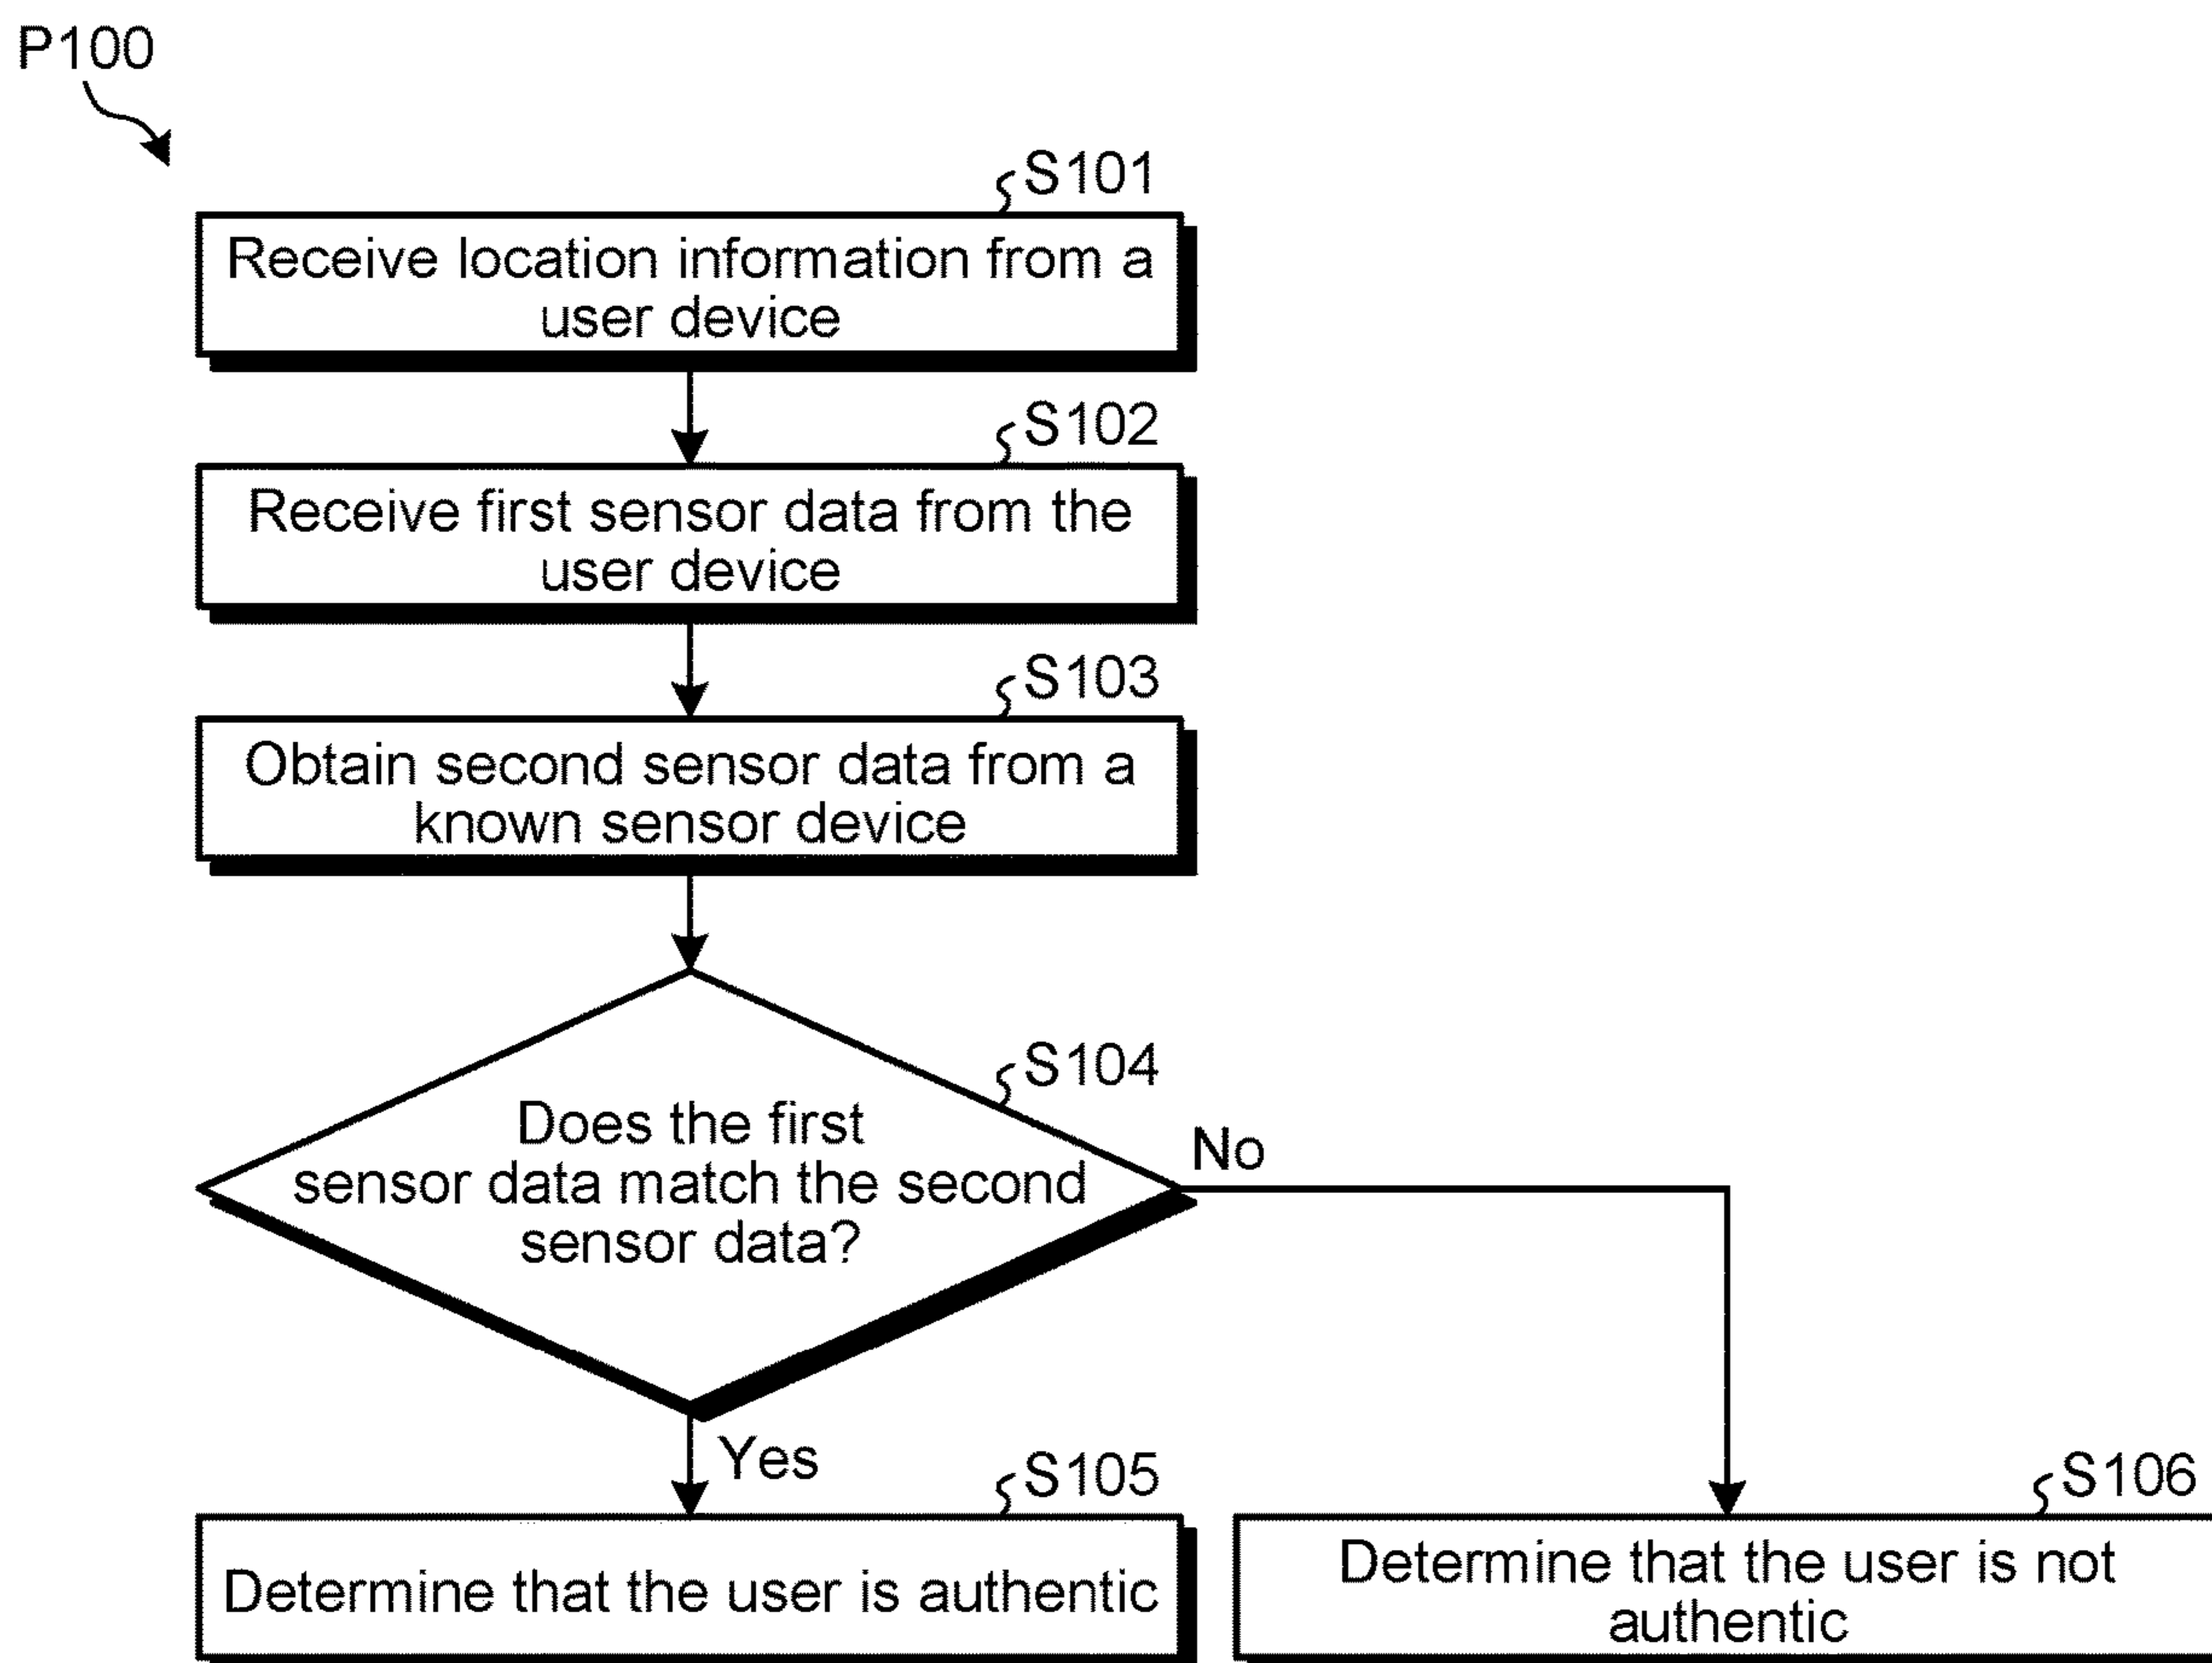 P100
S101
Receive location information from a
user device
S102
Receive first sensor data from the
user device
S103
Obtain second sensor data from a
known sensor device
S104
Does the first
sensor data match the second
sensor data?
No
Yes
S105
Determine that the user is authentic
S106
Determine that the user is not
authentic